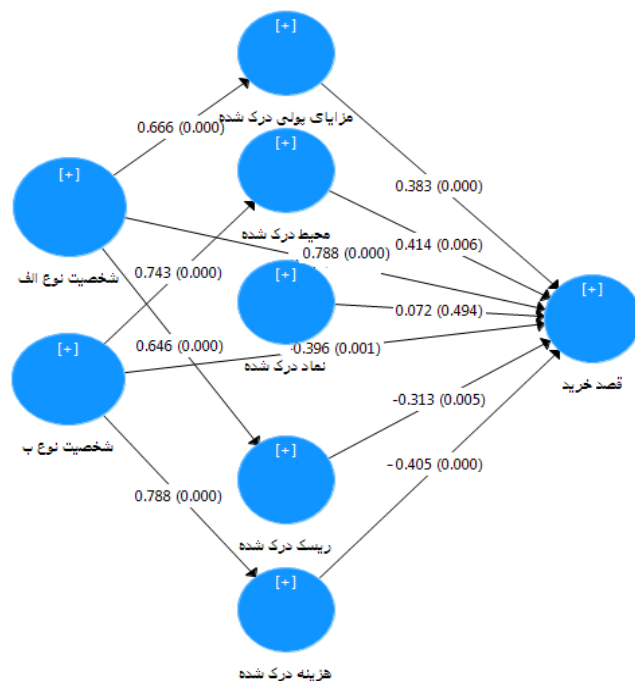 [+]
مزایای پولی درک شده
0.666 (0.000)
[+]
[+]
0.383 (0.000)
محیط درک شده
0.414 (0.006)
0.788 (0.000)
شخصیت نوع الف
0.743 (0.000)
[+]
[+]
0.072 (0.494)
0.646 (0.000)
-0.396 (0.001)
[+]
نماد درک شده
قصد خرید
-0.313 (0.005)
شخصیت نوع ب
[+]
-0.405 (0.000)
0.788 (0.000)
ریسک درک شده
[+]
هزینه درک شده